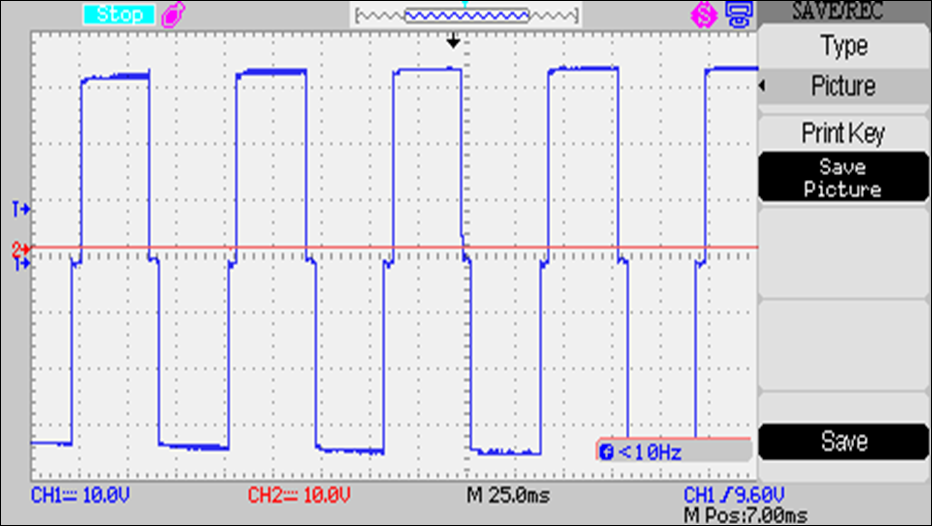 Stop
SAVE/REC
Type
Picture
Print Key
Save
Picture
T
2
1
f <10Hz
Save
CH1 10.0V CH2 10.0V M 25.0ms CH1 / 9.60V
M Pos:7.00ms